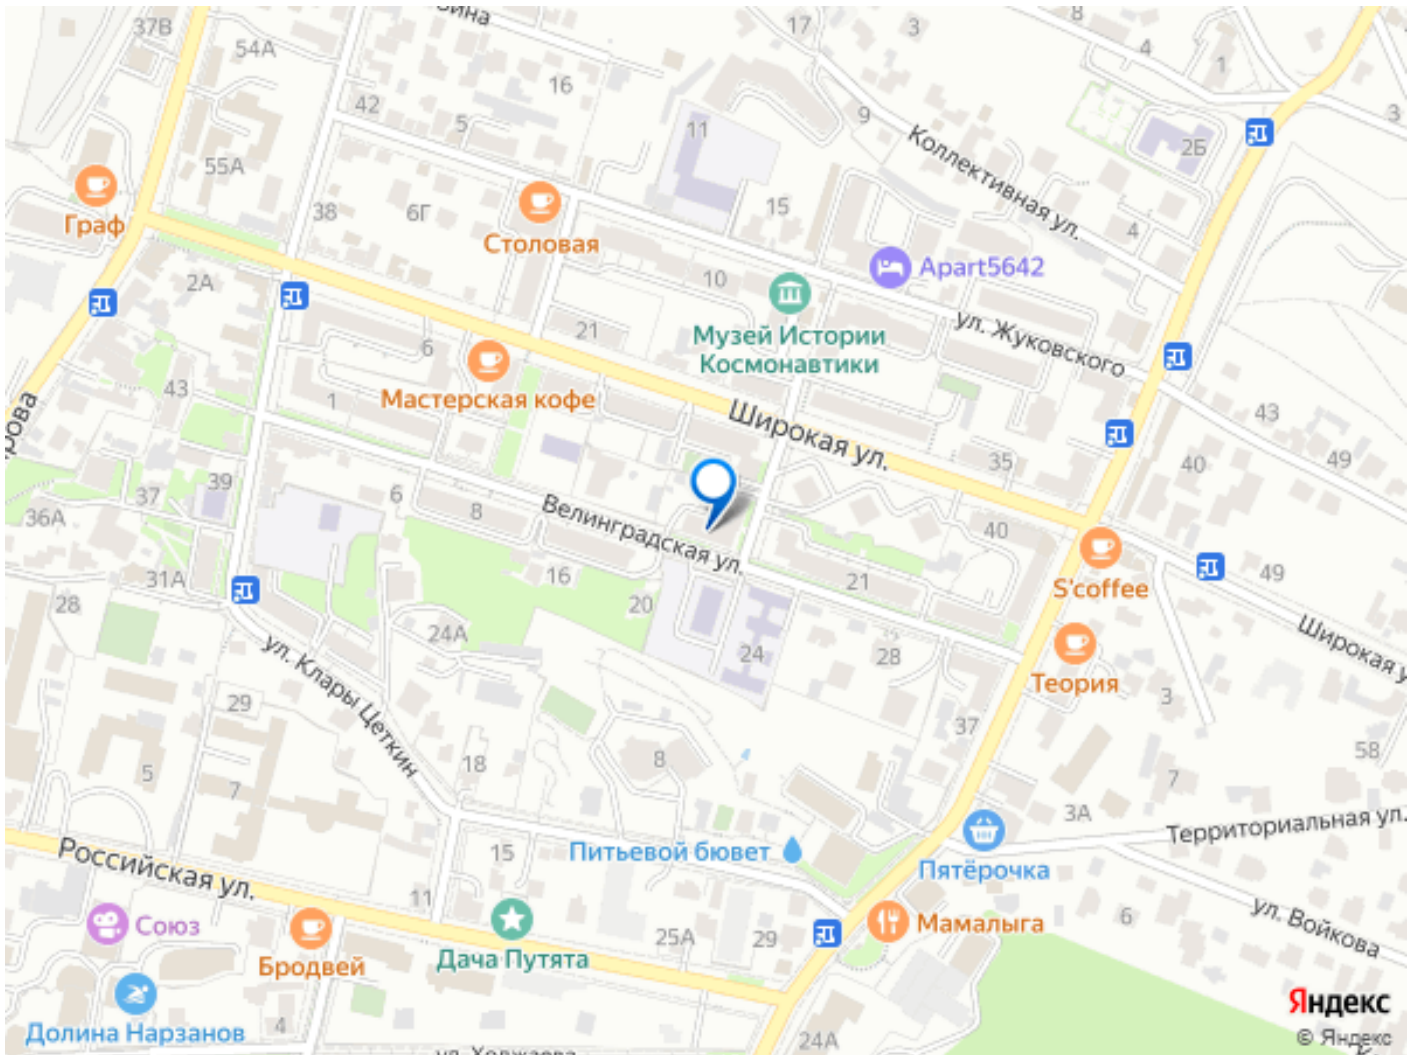 37В
54А
17
3
8
4
1
3
16
42
5
11
9
2Б
Коллективная ул.
55А
Граф
38
6Г
Столовая
15
4
2А
10
Apart5642
Музей Истории
Космонавтики
ул. Жуковского
21
6
Мастерская кофе
43
1
Широкая ул.
43
49
40
35
39
37
36А
6
8
Велинградская ул.
40
S'coffee
49
31А
28
16
20
21
24А
24
28
Широкая у
ул. Клары Цеткин
Теория
29
3
37
58
5
7
18
8
7
3А
Территориальная ул.
Российская ул.
15
Питьевой бювет
Пятёрочка
11
Союз
Бродвей
Дача Путята
25А
29
Мамалыга
6
ул. Войкова
Долина Нарзанов
4
24А
Яндекс
© Яндекс